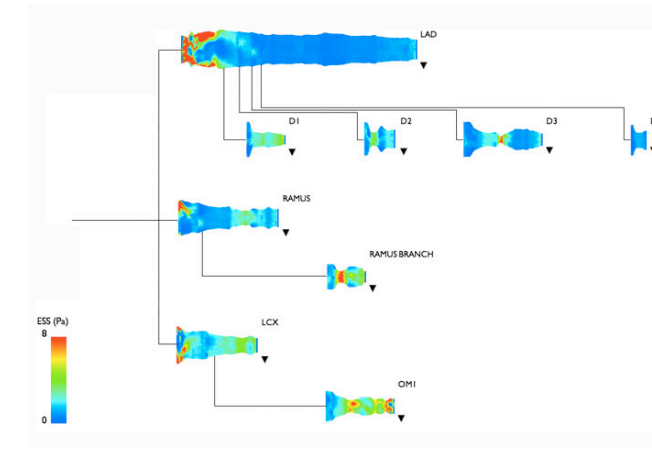 LAD
D1
D2
D3
RAMUS
RAMUS BRANCH
ESS (Pa)
8
LCX
0
OM1